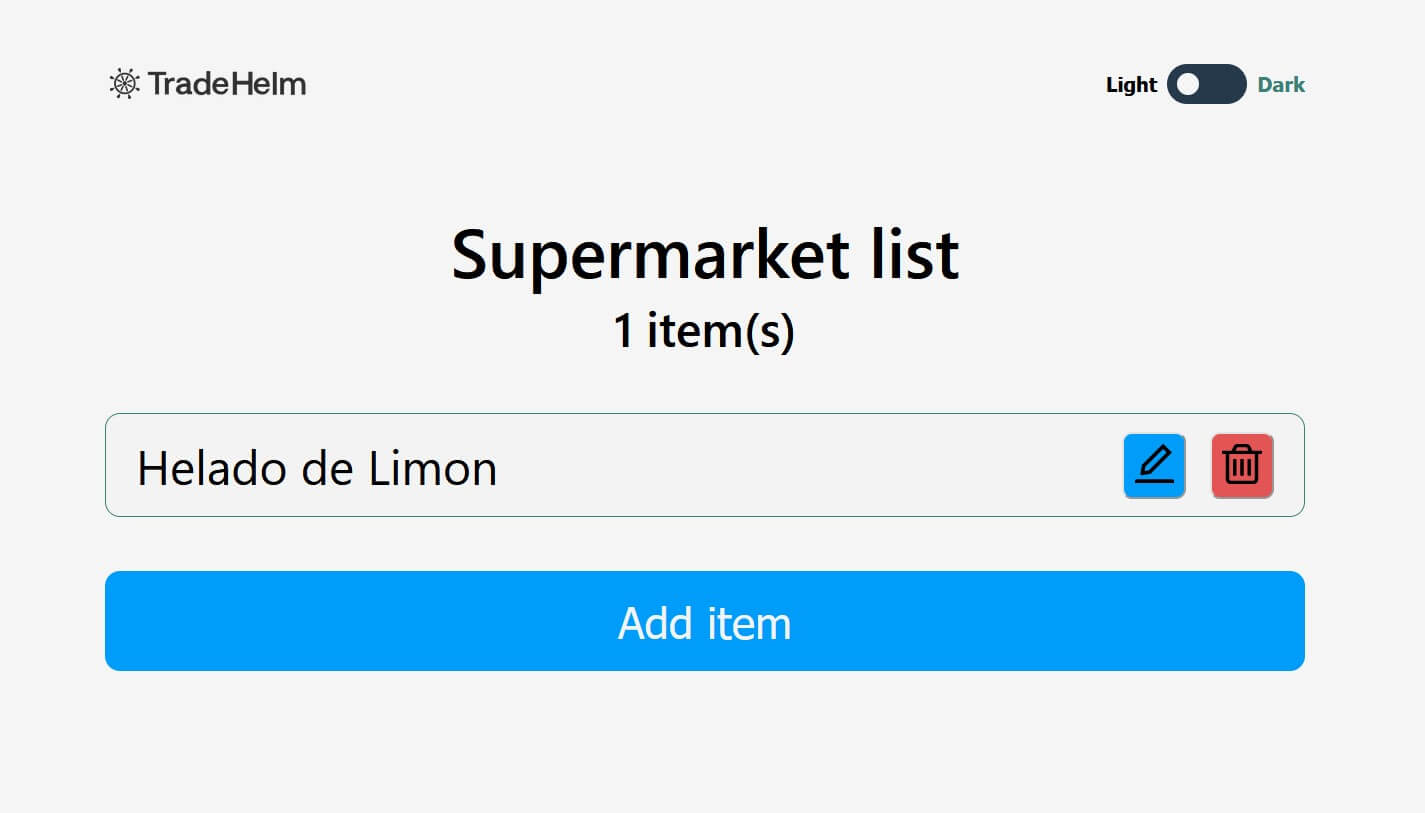 TradeHelm
Light Dark
Supermarket list
1 item(s)
Helado de Limon
Add item